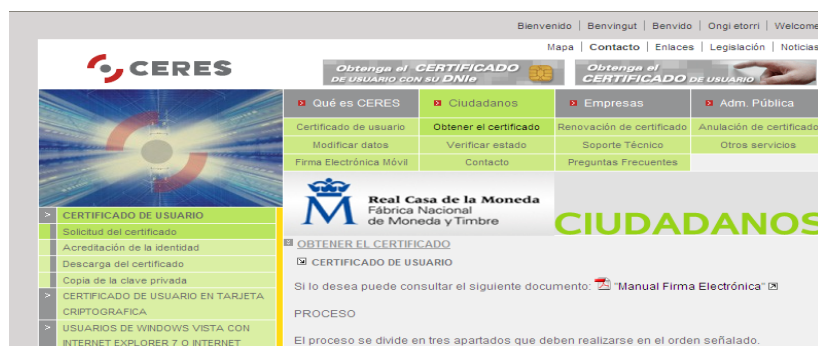 Bienvenido | Benvingut | Benvido | Ongi etorri | Welcome
Mapa | Contacto | Enlaces | Legislación | Noticias
CERES
Obtenga el CERTIFICADO
DE USUARIO CON SU DNIe
Obtenga el
CERTIFICADO DE USUARIO
Qué es CERES
Ciudadanos
Empresas
Adm. Pública
Certificado de usuario
Obtener el certificado
Renovación de certificado
Anulación de certificado
Modificar datos
Verificar estado
Soporte Técnico
Otros servicios
Firma Electrónica Móvil
Contacto
Preguntas Frecuentes
M
Real Casa de la Moneda
Fábrica Nacional
de Moneda y Timbre
CIUDADANOS
> CERTIFICADO DE USUARIO
Solicitud del certificado
Acreditación de la identidad
Descarga del certificado
Copia de la clave privada
> CERTIFICADO DE USUARIO EN TARJETA
CRIPTOGRAFICA
> USUARIOS DE WINDOWS VISTA CON
INTERNET EXPLORER 7 O INTERNET
OBTENER EL CERTIFICADO
CERTIFICADO DE USUARIO
Si lo desea puede consultar el siguiente documento: "Manual Firma Electrónica"
PROCESO
El proceso se divide en tres apartados que deben realizarse en el orden señalado.